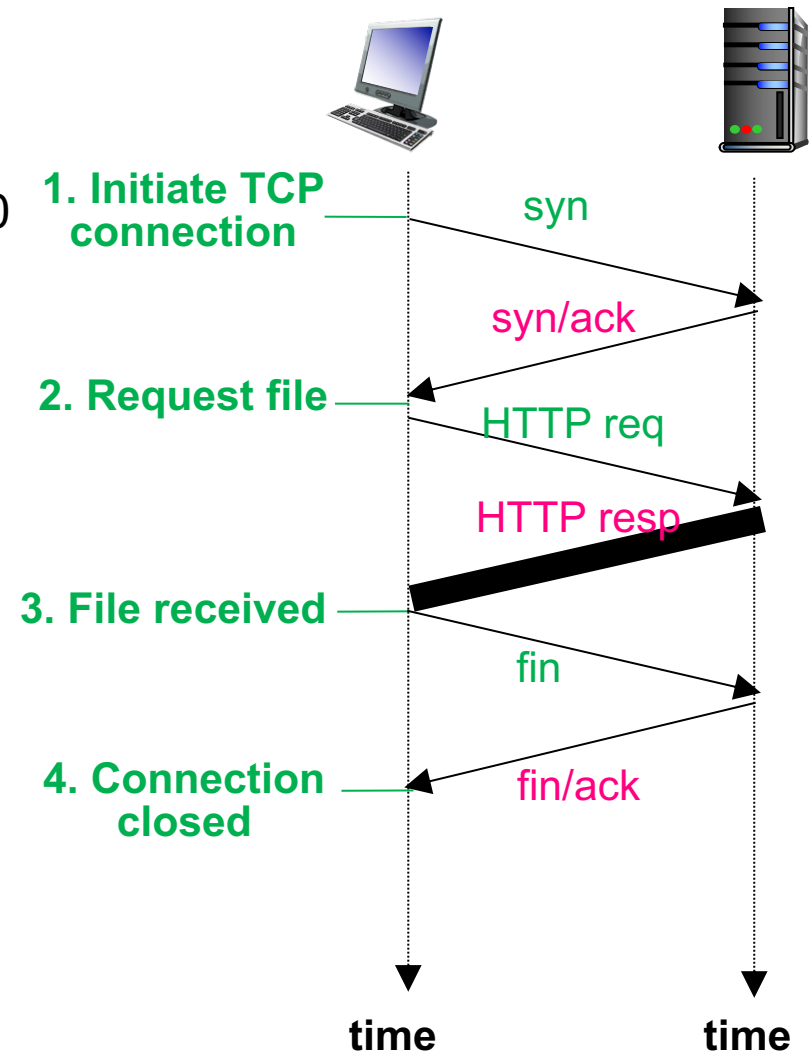 1. Initiate TCP
connection
syn
syn/ack
2. Request file
HTTP req
HTTP resp
3. File received
fin
4. Connection
closed
fin/ack
time
time